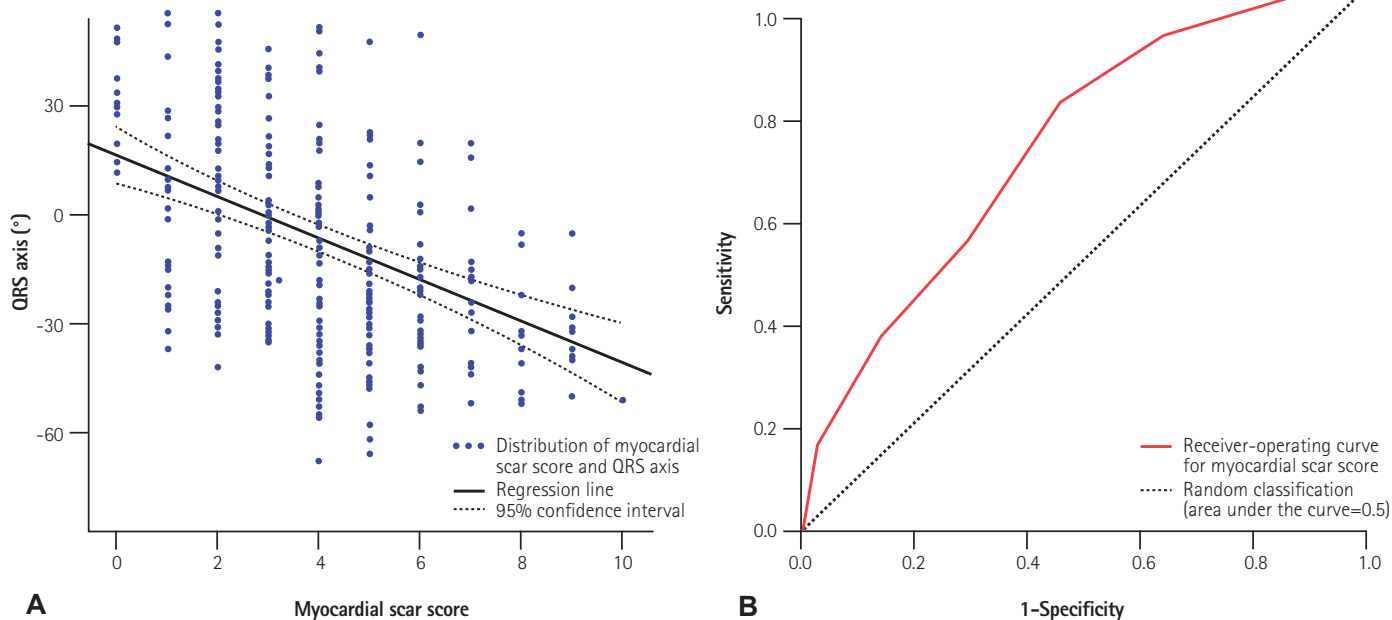 30
0
-30
-60
QRS axis (°)
Distribution of myocardial
scar score and QRS axis
Regression line
95% confidence interval
0
2
4
6
8
10
A
Myocardial scar score
1.0
0.8
0.6
0.4
0.2
0.0
Sensitivity
Receiver-operating curve
for myocardial scar score
Random classification
(area under the curve=0.5)
0.0
0.2
0.4
0.6
0.8
1.0
B
1-Specificity